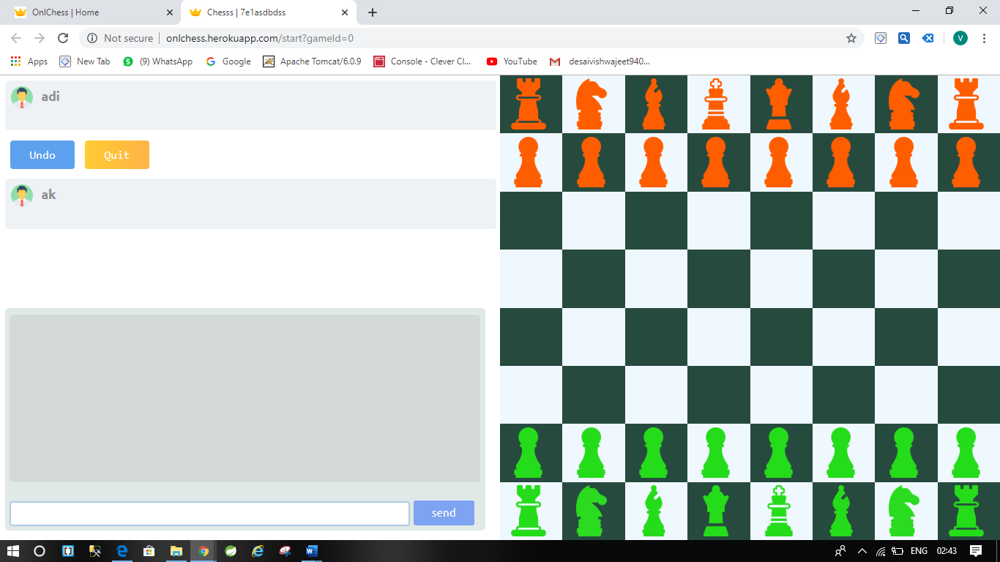 OnlChess | Home
Chesss | 7e1asdbdss
Not secure | onlchess.herokuapp.com/start?gameId=0
V
Apps New Tab (9) WhatsApp Google Apache Tomcat/6.0.9 Console - Clever Cl... YouTube desaivishwajeet940...
adi
Undo Quit
ak
send
ENG 02:43